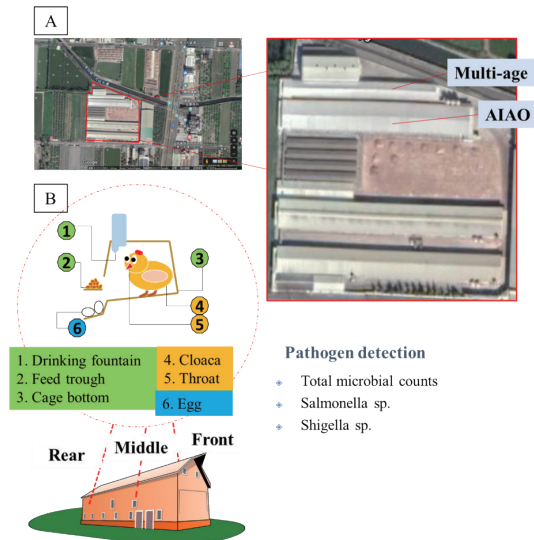 A
Multi-age
AIAO
B
1
2
3
4
5
6
1. Drinking fountain
2. Feed trough
3. Cage bottom
4. Cloaca
5. Throat
6. Egg
Pathogen detection
Total microbial counts
Salmonella sp.
Shigella sp.
Rear
Middle
Front